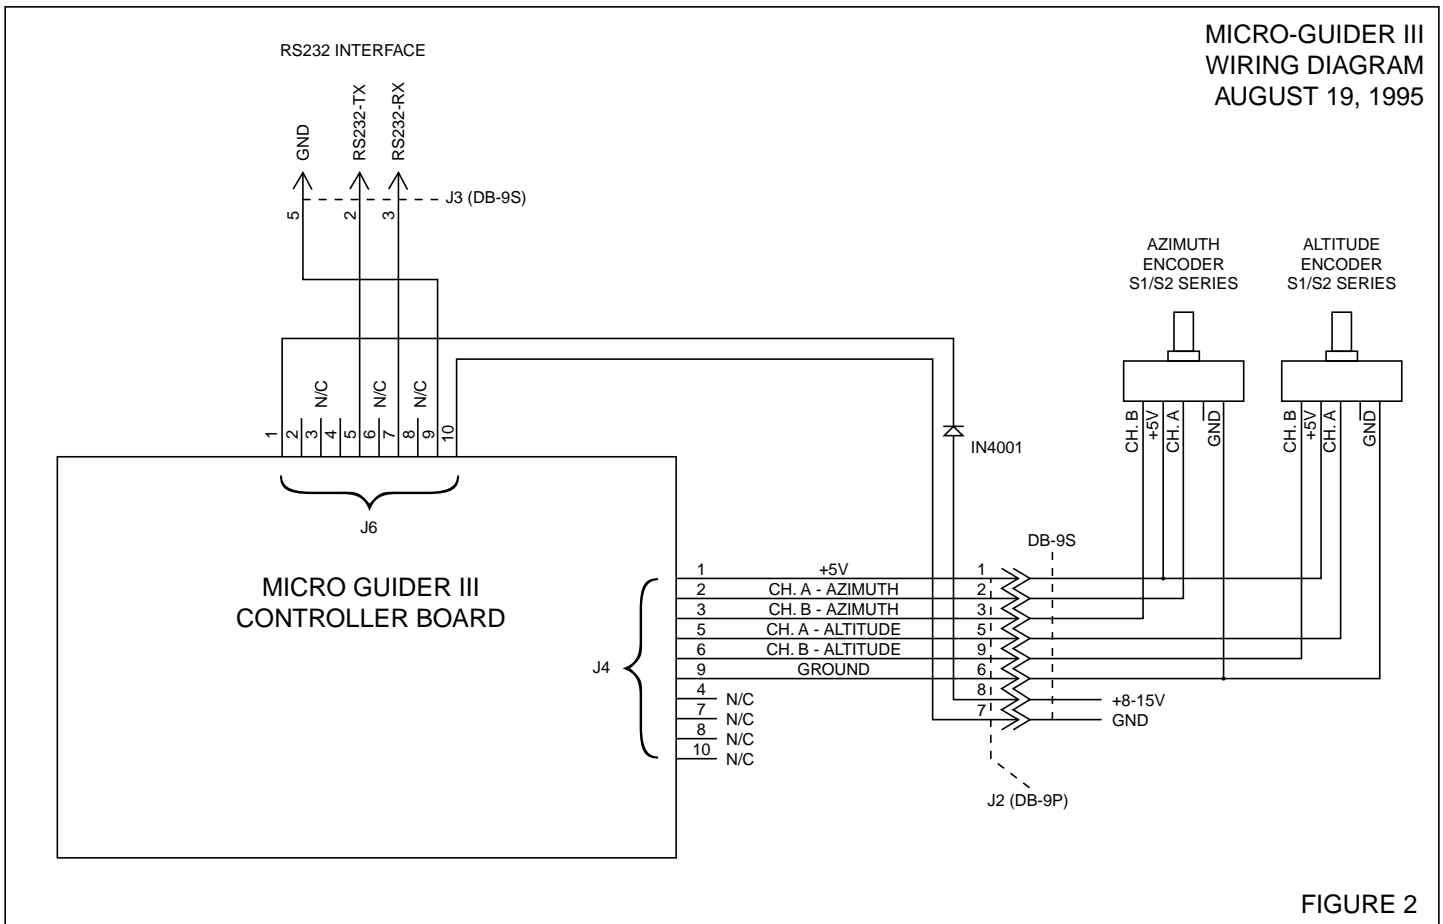 MICRO-GUIDER III
WIRING DIAGRAM
AUGUST 19, 1995
RS232 INTERFACE
GND
RS232-TX
RS232-RX
5
2
3
J3 (DB-9S)
AZIMUTH
ENCODER
S1/S2 SERIES
ALTITUDE
ENCODER
S1/S2 SERIES
N/C
N/C
N/C
1
2
3
4
5
6
7
8
9
10
J6
IN4001
CH. B
+5V
CH. A
GND
CH. B
+5V
CH. A
GND
MICRO GUIDER III
CONTROLLER BOARD
J4
DB-9S
1 +5V 1
2 CH. A - AZIMUTH 2
3 CH. B - AZIMUTH 3
5 CH. A - ALTITUDE 5
6 CH. B - ALTITUDE 9
9 GROUND 6
4 N/C 8 +8-15V
7 N/C 7 GND
8 N/C
10 N/C
J2 (DB-9P)
FIGURE 2